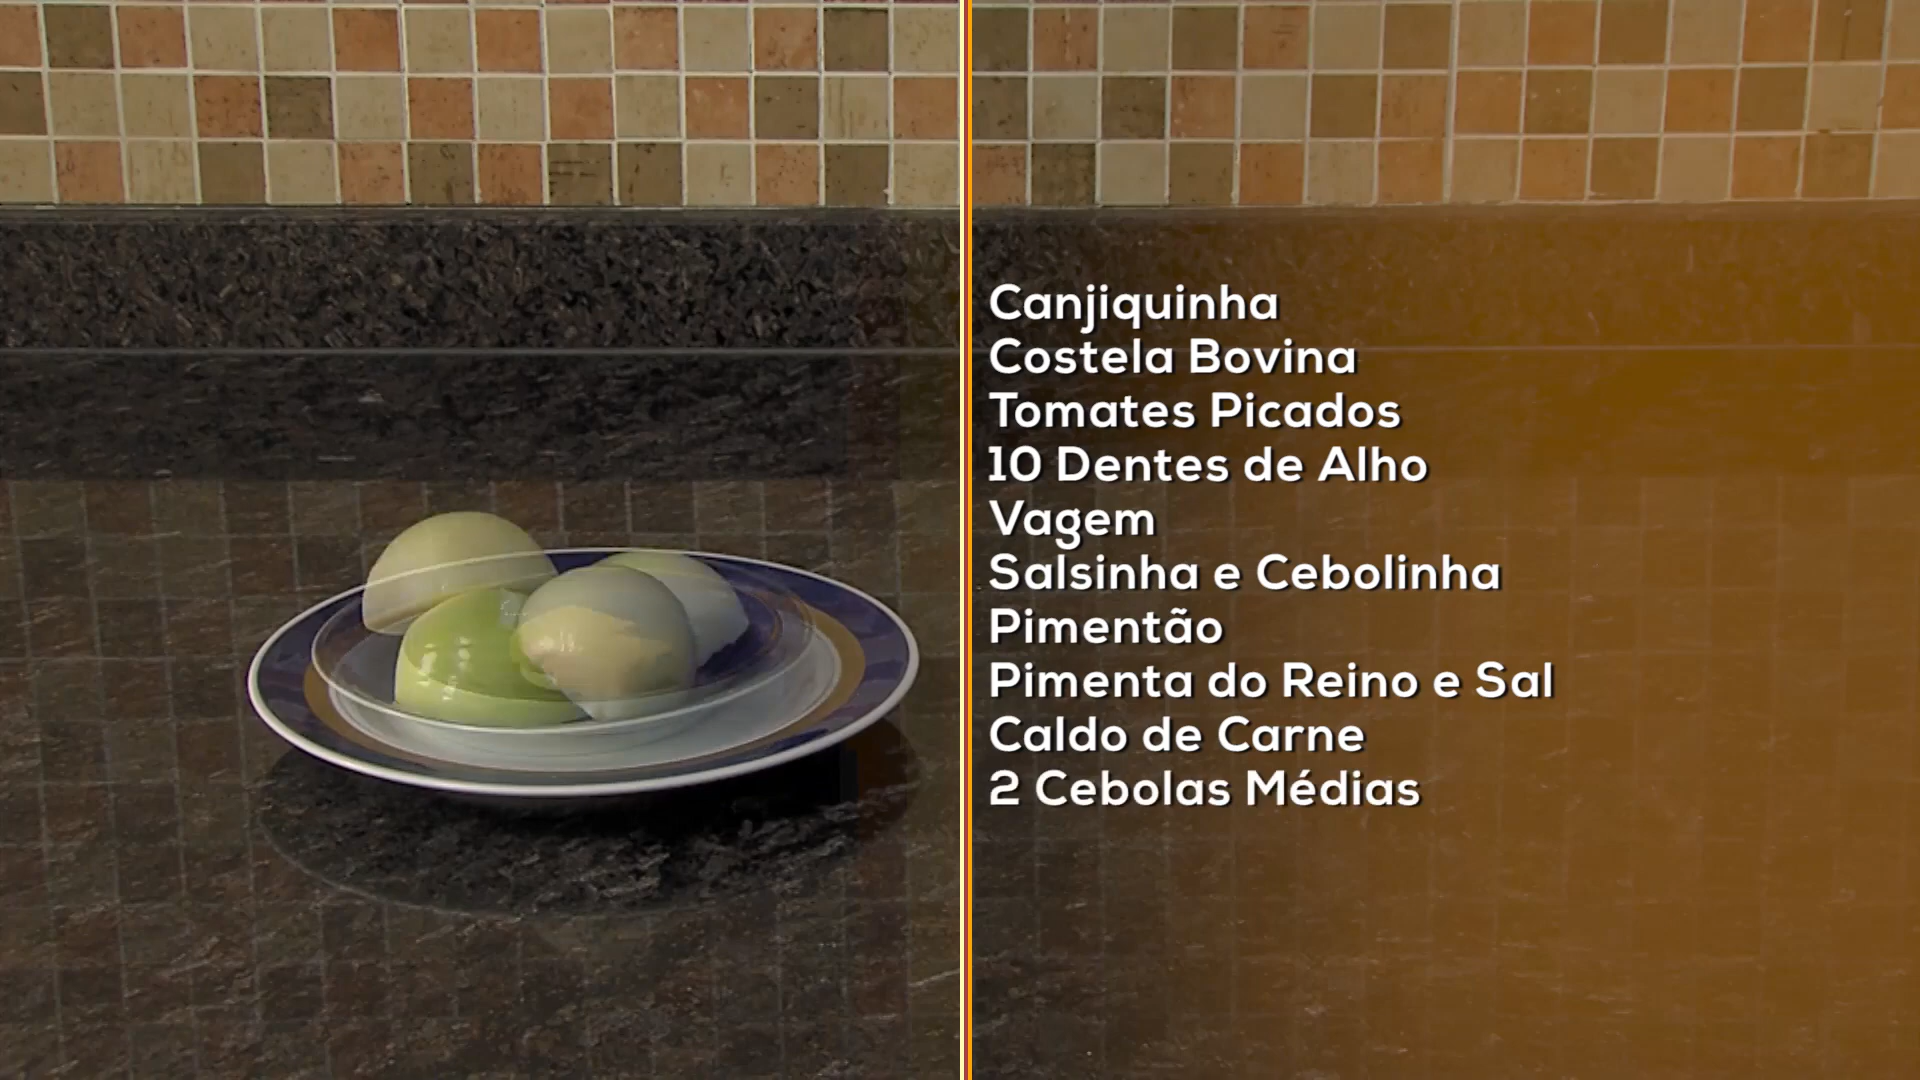 Canjiquinha
Costela Bovina
Tomates Picados
10 Dentes de Alho
Vagem
Salsinha e Cebolinha
Pimentão
Pimenta do Reino e Sal
Caldo de Carne
2 Cebolas Médias